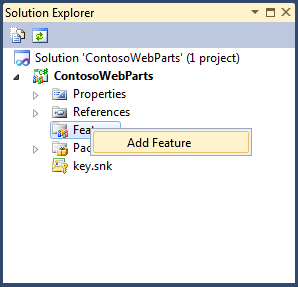 Solution Explorer
Solution 'ContosoWebParts' (1 project)
ContosoWebParts
Properties
References
Add Feature
key.snk